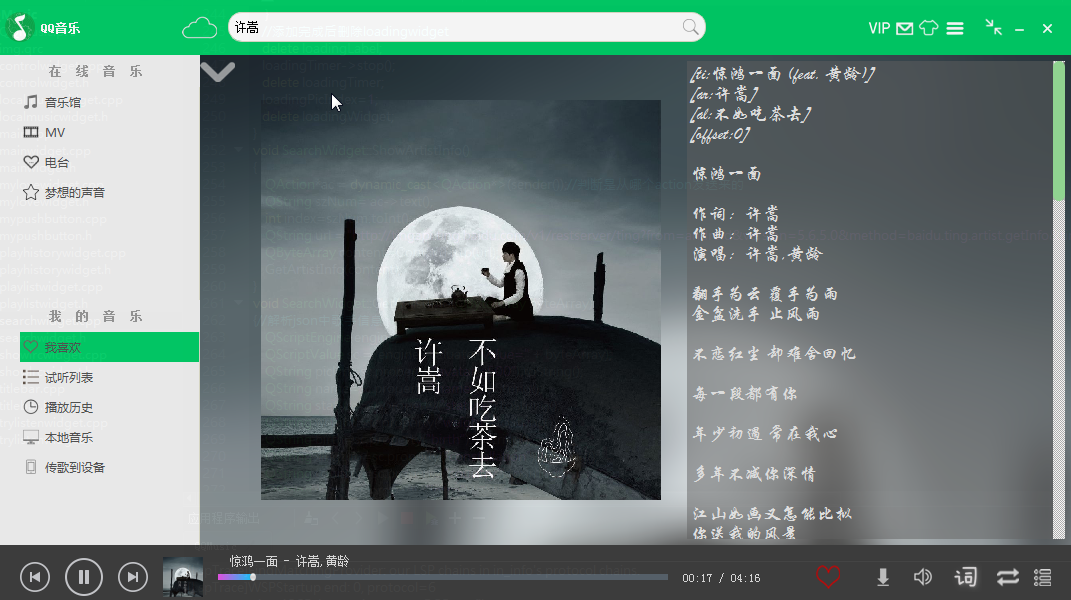 QQ音乐
许嵩
VIP
在线音乐
音乐馆
MV
电台
梦想的声音
我的音乐
我喜欢
试听列表
播放历史
本地音乐
传歌到设备
许嵩
不如吃茶去
[ti:惊鸿一面 (feat. 黄龄)]
[ar:许嵩]
[al:不如吃茶去]
[offset:0]
惊鸿一面
作词：许嵩
作曲：许嵩
演唱：许嵩,黄龄
翻手为云 覆手为雨
金盆洗手 止风雨
不恋红尘 却难舍回忆
每一段都有你
年少初遇 常在我心
多年不减你深情
江山如画又怎能比拟
你送我的风景
惊鸿一面 - 许嵩,黄龄
00:17 / 04:16
词